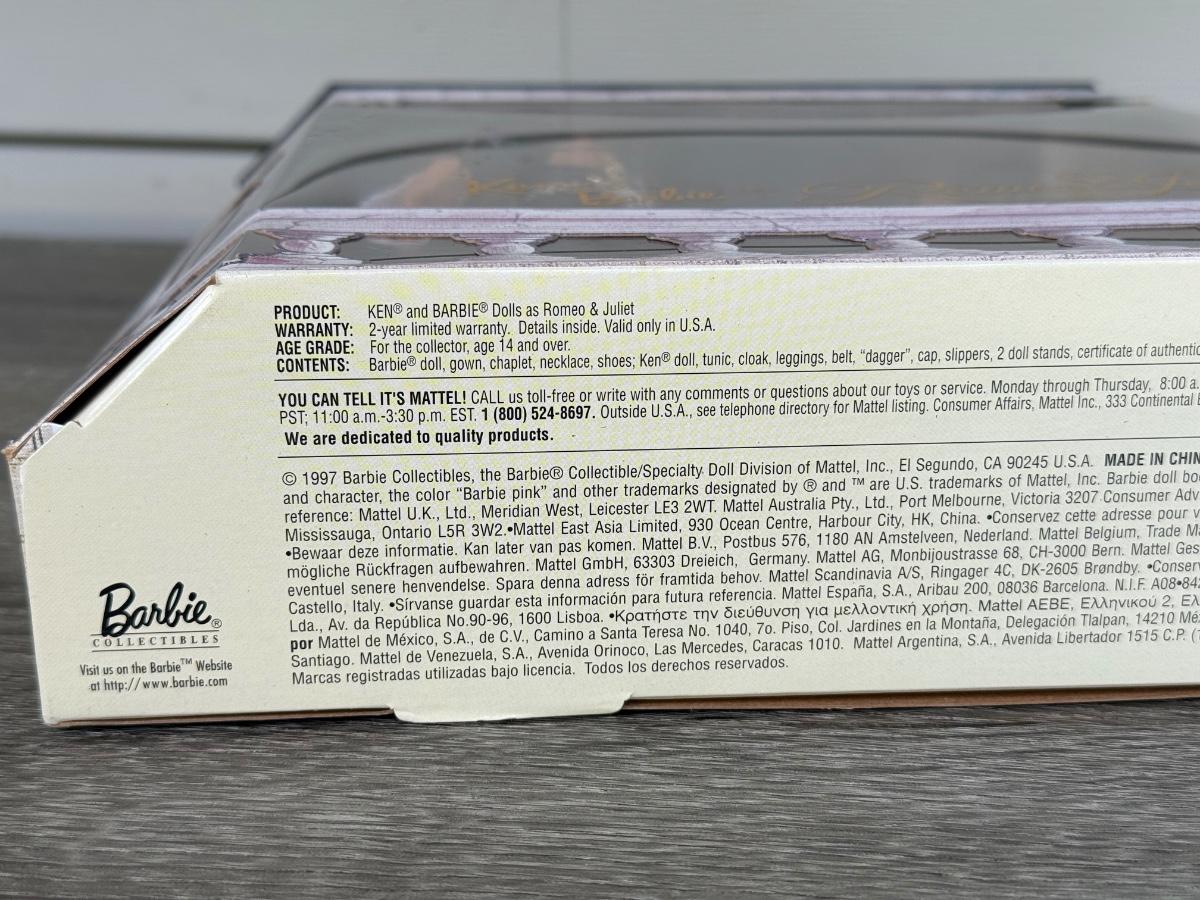 PRODUCT: KEN® and BARBIE® Dolls as Romeo & Juliet
WARRANTY: 2-year limited warranty. Details inside. Valid only in U.S.A.
AGE GRADE: For the collector, age 14 and over.
CONTENTS: Barbie® doll, gown, chaplet, necklace, shoes; Ken® doll, tunic, cloak, leggings, belt, “dagger”, cap, slippers, 2 doll stands, certificate of authentic
YOU CAN TELL IT'S MATTEL! CALL us toll-free or write with any comments or questions about our toys or service. Monday through Thursday, 8:00 a.
PST; 11:00 a.m.-3:30 p.m. EST. 1 (800) 524-8697. Outside U.S.A., see telephone directory for Mattel listing. Consumer Affairs, Mattel Inc., 333 Continental
We are dedicated to quality products.
© 1997 Barbie Collectibles, the Barbie® Collectible/Specialty Doll Division of Mattel, Inc., El Segundo, CA 90245 U.S.A. MADE IN CHIN
and character, the color “Barbie pink” and other trademarks designated by ® and ™ are U.S. trademarks of Mattel, Inc. Barbie doll bo
reference: Mattel U.K., Ltd., Meridian West, Leicester LE3 2WT. Mattel Australia Pty., Ltd., Port Melbourne, Victoria 3207.Consumer Adv
Mississauga, Ontario L5R 3W2.•Mattel East Asia Limited, 930 Ocean Centre, Harbour City, HK, China. •Conservez cette adresse pour v
•Bewaar deze informatie. Kan later van pas komen. Mattel B.V., Postbus 576, 1180 AN Amstelveen, Nederland. Mattel Belgium, Trade Ma
mögliche Rückfragen aufbewahren. Mattel GmbH, 63303 Dreieich, Germany. Mattel AG, Monbijoustrasse 68, CH-3000 Bern. Mattel Ges
eventuel senere henvendelse. Spara denna adress för framtida behov. Mattel Scandinavia A/S, Ringager 4C, DK-2605 Brøndby. •Conserv
Castello, Italy. •Sírvanse guardar esta información para futura referencia. Mattel España, S.A., Aribau 200, 08036 Barcelona. N.I.F. A08•842
Lda., Av. da República No.90-96, 1600 Lisboa. •Κρατήστε την διεύθυνση για μελλοντική χρήση. Mattel AEBE, Ελληνικού 2, Ελ
por Mattel de México, S.A., de C.V., Camino a Santa Teresa No. 1040, 7o. Piso, Col. Jardines en la Montaña, Delegación Tlalpan, 14210 Mé
Santiago. Mattel de Venezuela, S.A., Avenida Orinoco, Las Mercedes, Caracas 1010. Mattel Argentina, S.A., Avenida Libertador 1515 C.P. (
Marcas registradas utilizadas bajo licencia. Todos los derechos reservados.
Barbie®
COLLECTIBLES
Visit us on the Barbie™ Website
at http://www.barbie.com